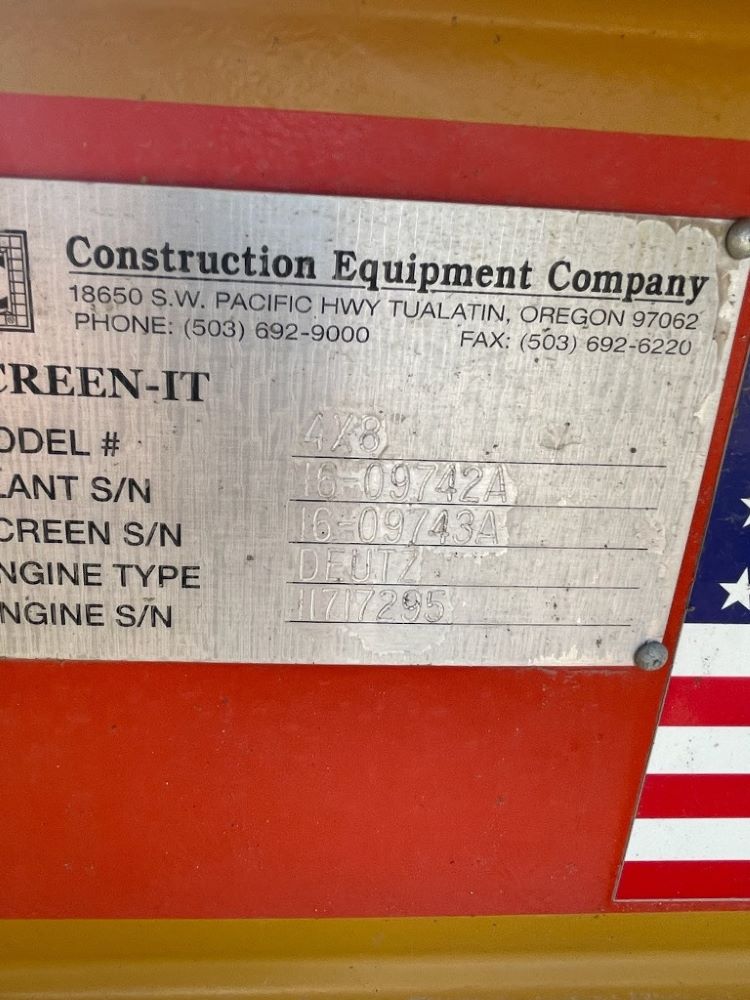 Construction Equipment Company
18650 S.W. PACIFIC HWY TUALATIN, OREGON 97062
PHONE: (503) 692-9000 FAX: (503) 692-6220
CREEN-IT
ODEL # 4X8
LANT S/N 16-09742A
CREEN S/N 16-09743A
NGINE TYPE DEUTZ
NGINE S/N 11717295